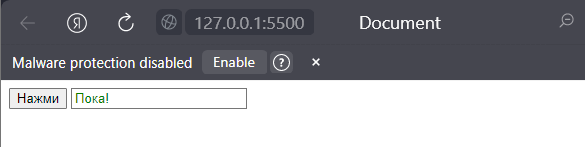 Я 127.0.0.1:5500 Document
Malware protection disabled Enable ? ×
Нажми Пока!